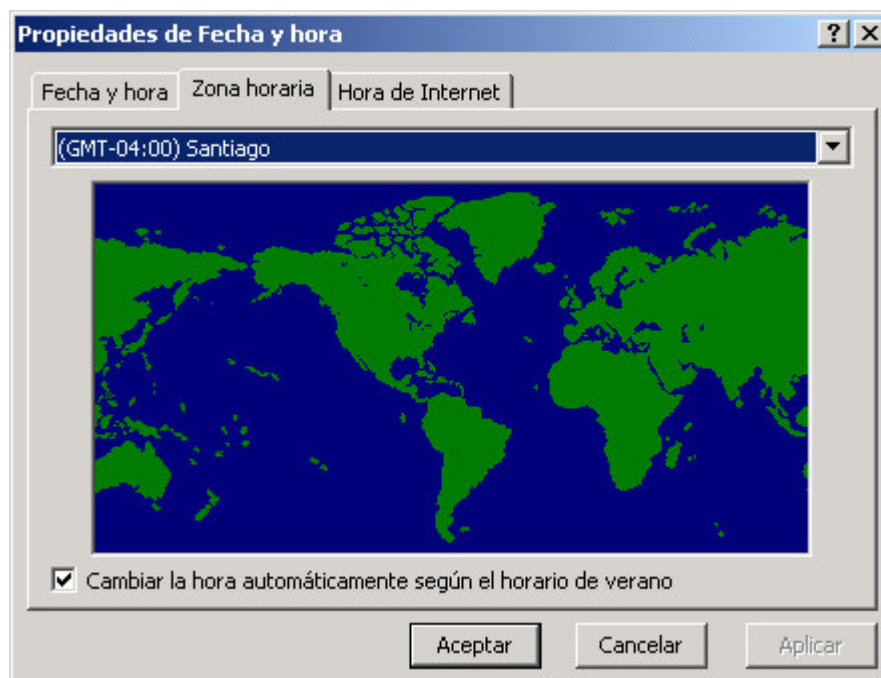 Propiedades de Fecha y hora
Fecha y hora Zona horaria Hora de Internet
(GMT-04:00) Santiago
Cambiar la hora automáticamente según el horario de verano
Aceptar Cancelar Aplicar